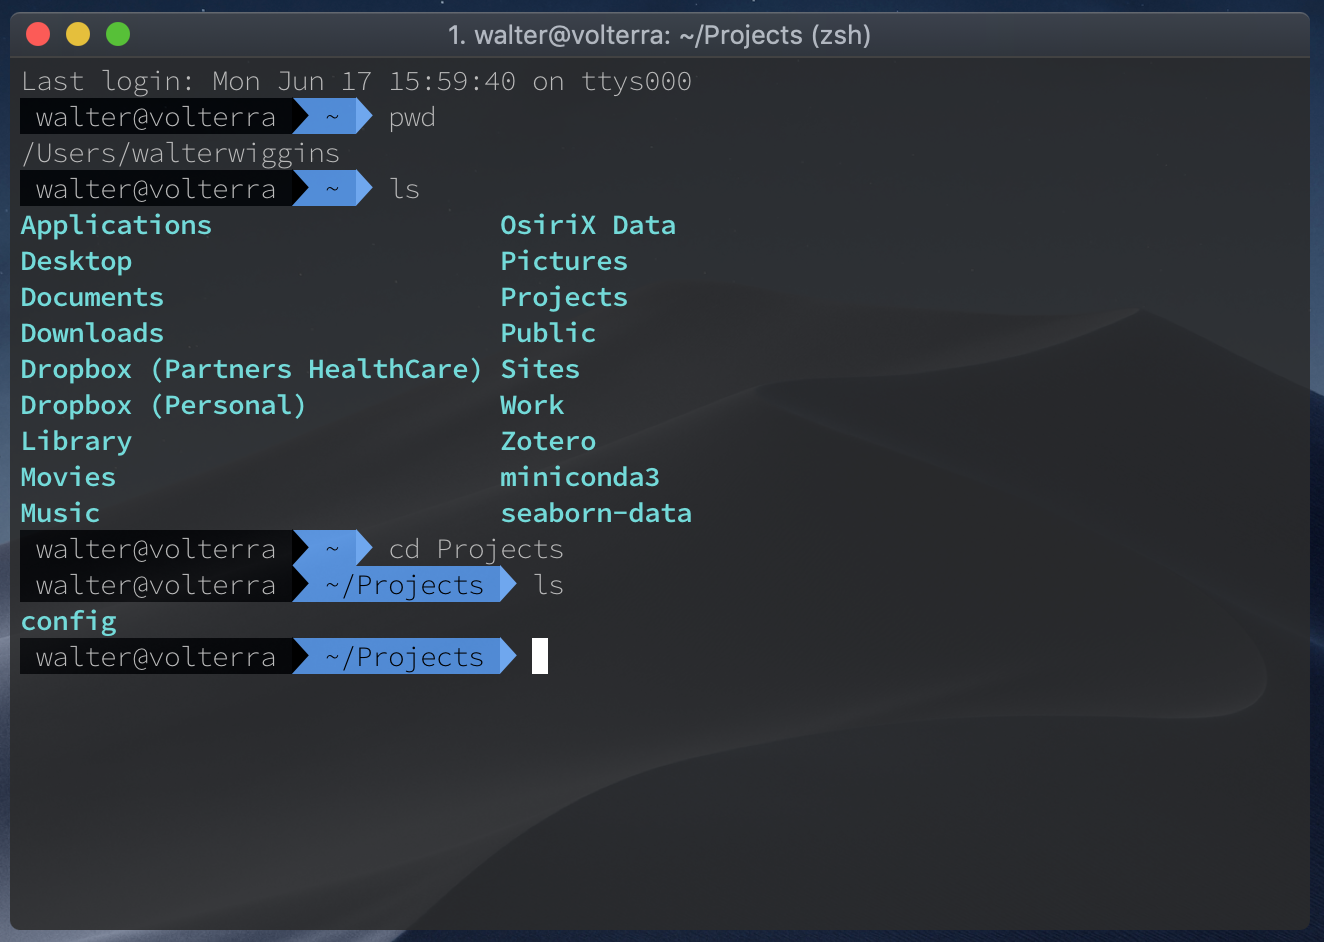 1. walter@volterra: ~/Projects (zsh)
Last login: Mon Jun 17 15:59:40 on ttys000
walter@volterra ~ pwd
/Users/walterwiggins
walter@volterra ~ ls
Applications OsiriX Data
Desktop Pictures
Documents Projects
Downloads Public
Dropbox (Partners HealthCare) Sites
Dropbox (Personal) Work
Library Zotero
Movies miniconda3
Music seaborn-data
walter@volterra ~ cd Projects
walter@volterra ~/Projects ls
config
walter@volterra ~/Projects